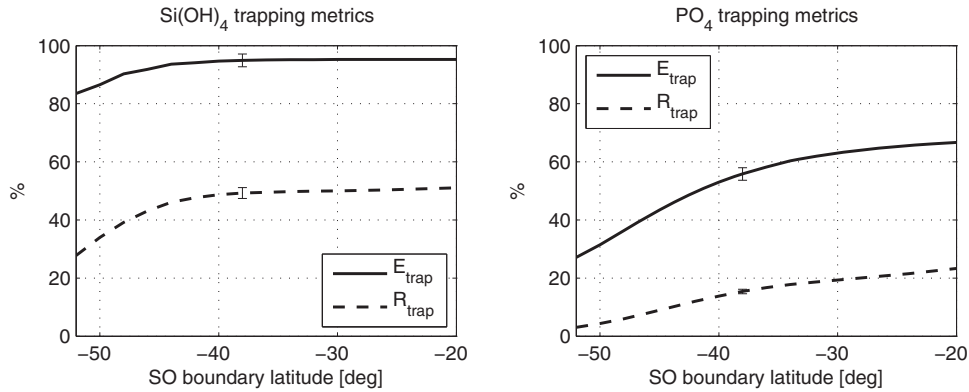 Si(OH)4 trapping metrics
100
80
60
40
20
0
%
−50
−40
−30
−20
SO boundary latitude [deg]
Etrap
Rtrap
PO4 trapping metrics
100
80
60
40
20
0
%
−50
−40
−30
−20
SO boundary latitude [deg]
Etrap
Rtrap